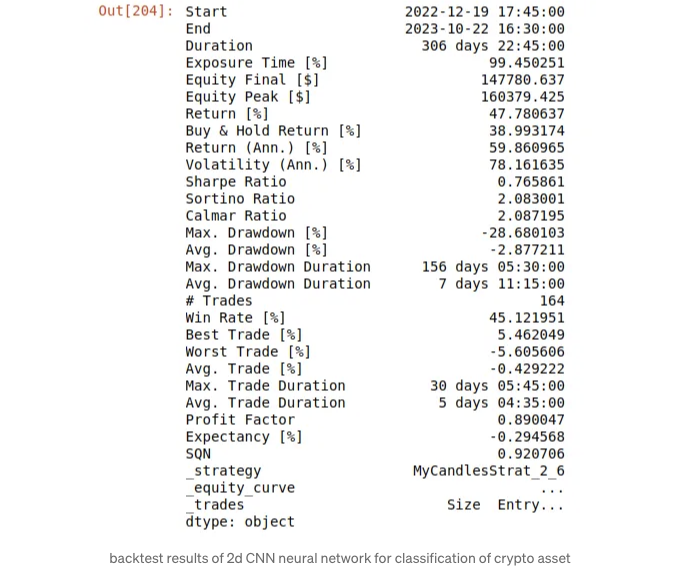 Out[204]: Start 2022-12-19 17:45:00
End 2023-10-22 16:30:00
Duration 306 days 22:45:00
Exposure Time [%] 99.450251
Equity Final [$] 147780.637
Equity Peak [$] 160379.425
Return [%] 47.780637
Buy & Hold Return [%] 38.993174
Return (Ann.) [%] 59.860965
Volatility (Ann.) [%] 78.161635
Sharpe Ratio 0.765861
Sortino Ratio 2.083001
Calmar Ratio 2.087195
Max. Drawdown [%] -28.680103
Avg. Drawdown [%] -2.877211
Max. Drawdown Duration 156 days 05:30:00
Avg. Drawdown Duration 7 days 11:15:00
# Trades 164
Win Rate [%] 45.121951
Best Trade [%] 5.462049
Worst Trade [%] -5.605606
Avg. Trade [%] -0.429222
Max. Trade Duration 30 days 05:45:00
Avg. Trade Duration 5 days 04:35:00
Profit Factor 0.890047
Expectancy [%] -0.294568
SQN 0.920706
_strategy MyCandlesStrat_2_6
_equity_curve ...
_trades Size Entry...
dtype: object
backtest results of 2d CNN neural network for classification of crypto asset